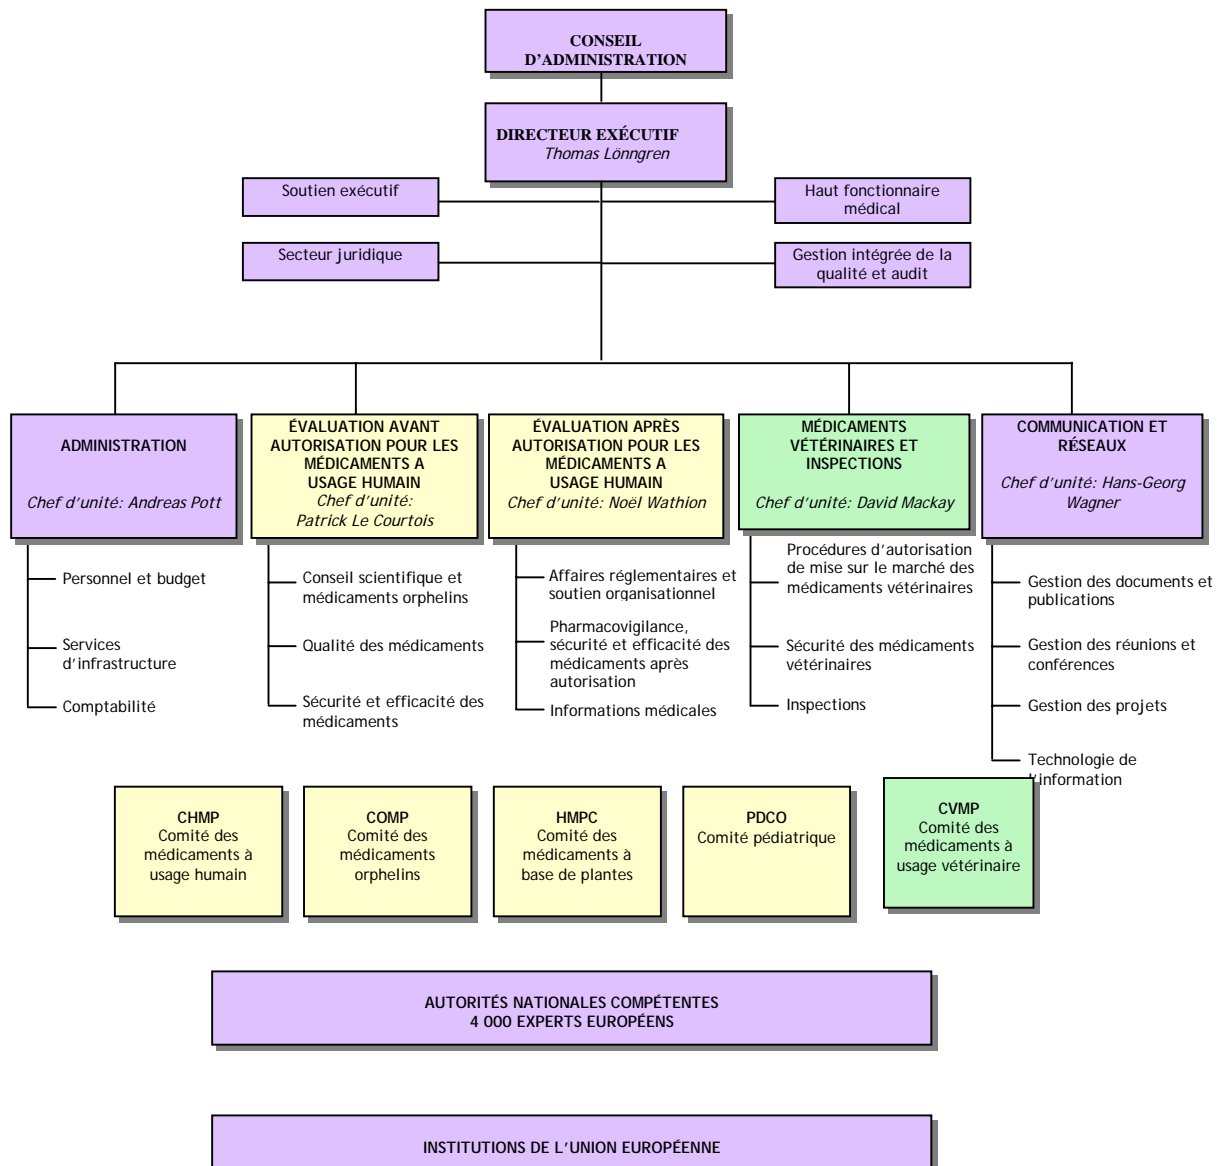 CONSEIL
D'ADMINISTRATION
DIRECTEUR EXÉCUTIF
Thomas Lönngren
Soutien exécutif
Haut fonctionnaire
médical
Secteur juridique
Gestion intégrée de la
qualité et audit
ADMINISTRATION
Chef d'unité: Andreas Pott
ÉVALUATION AVANT
AUTORISATION POUR LES
MÉDICAMENTS A
USAGE HUMAIN
Chef d'unité:
Patrick Le Courtois
ÉVALUATION APRÈS
AUTORISATION POUR LES
MÉDICAMENTS A
USAGE HUMAIN
Chef d'unité: Noël Wathion
MÉDICAMENTS
VÉTÉRINAIRES ET
INSPECTIONS
Chef d'unité: David Mackay
COMMUNICATION ET
RÉSEAUX
Chef d'unité: Hans-Georg
Wagner
Personnel et budget
Services
d'infrastructure
Comptabilité
Conseil scientifique et
médicaments orphelins
Qualité des médicaments
Sécurité et efficacité des
médicaments
Affaires réglementaires et
soutien organisationnel
Pharmacovigilance,
sécurité et efficacité des
médicaments après
autorisation
Informations médicales
Procédures d'autorisation
de mise sur le marché des
médicaments vétérinaires
Sécurité des médicaments
vétérinaires
Inspections
Gestion des documents et
publications
Gestion des réunions et
conférences
Gestion des projets
Technologie de
l'information
CHMP
Comité des
médicaments à
usage humain
COMP
Comité des
médicaments
orphelins
HMPC
Comité des
médicaments à
base de plantes
PDCO
Comité pédiatrique
CVMP
Comité des
médicaments à
usage vétérinaire
AUTORITÉS NATIONALES COMPÉTENTES
4 000 EXPERTS EUROPÉENS
INSTITUTIONS DE L'UNION EUROPÉENNE